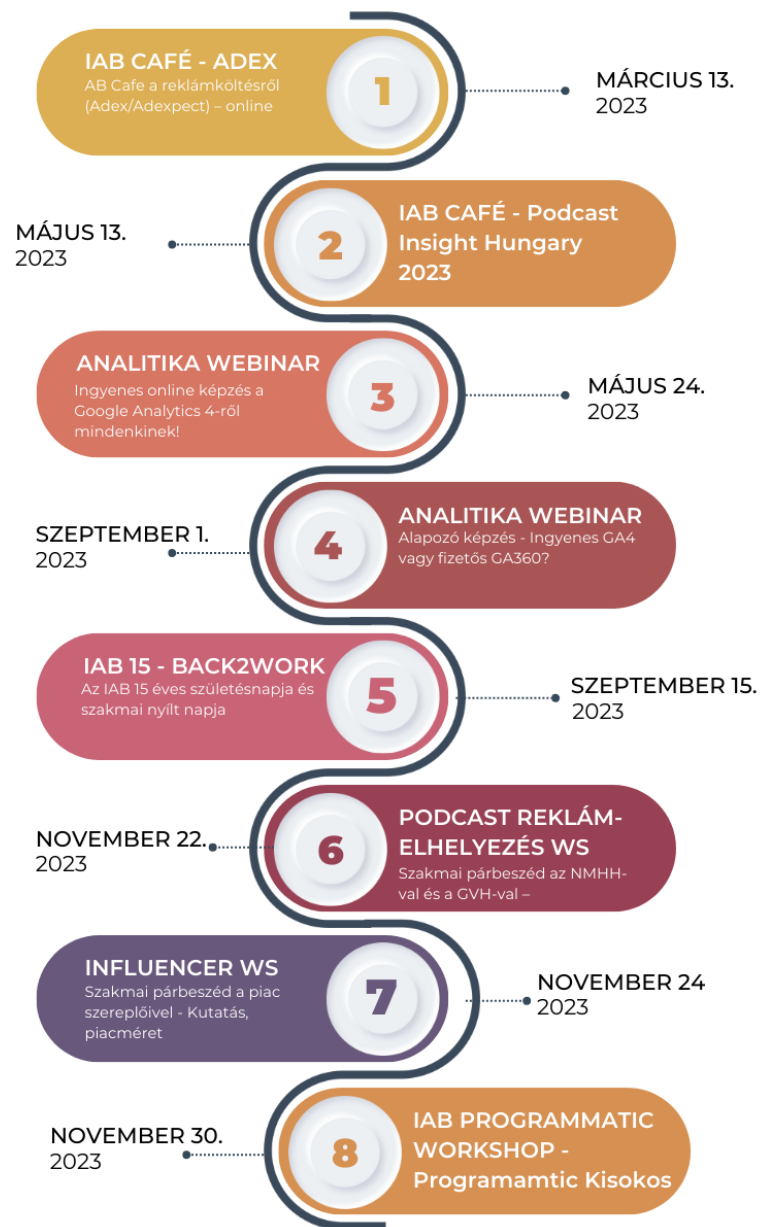 IAB CAFÉ - ADEX
AB Cafe a reklámköltésről
(Adex/Adexpect) – online
1
MÁRCIUS 13.
2023
MÁJUS 13.
2023
2
IAB CAFÉ - Podcast
Insight Hungary
2023
ANALITIKA WEBINAR
Ingyenes online képzés a
Google Analytics 4-ről
mindenkinek!
3
MÁJUS 24.
2023
SZEPTEMBER 1.
2023
4
ANALITIKA WEBINAR
Alapozó képzés - Ingyenes GA4
vagy fizetős GA360?
IAB 15 - BACK2WORK
Az IAB 15 éves születésnapja és
szakmai nyílt napja
5
SZEPTEMBER 15.
2023
NOVEMBER 22.
2023
6
PODCAST REKLÁM-
ELHELYEZÉS WS
Szakmai párbeszéd az NMHH-
val és a GVH-val –
INFLUENCER WS
Szakmai párbeszéd a piac
szereplőivel - Kutatás,
piacméret
7
NOVEMBER 24
2023
NOVEMBER 30.
2023
8
IAB PROGRAMMATIC
WORKSHOP -
Programamtic Kisokos